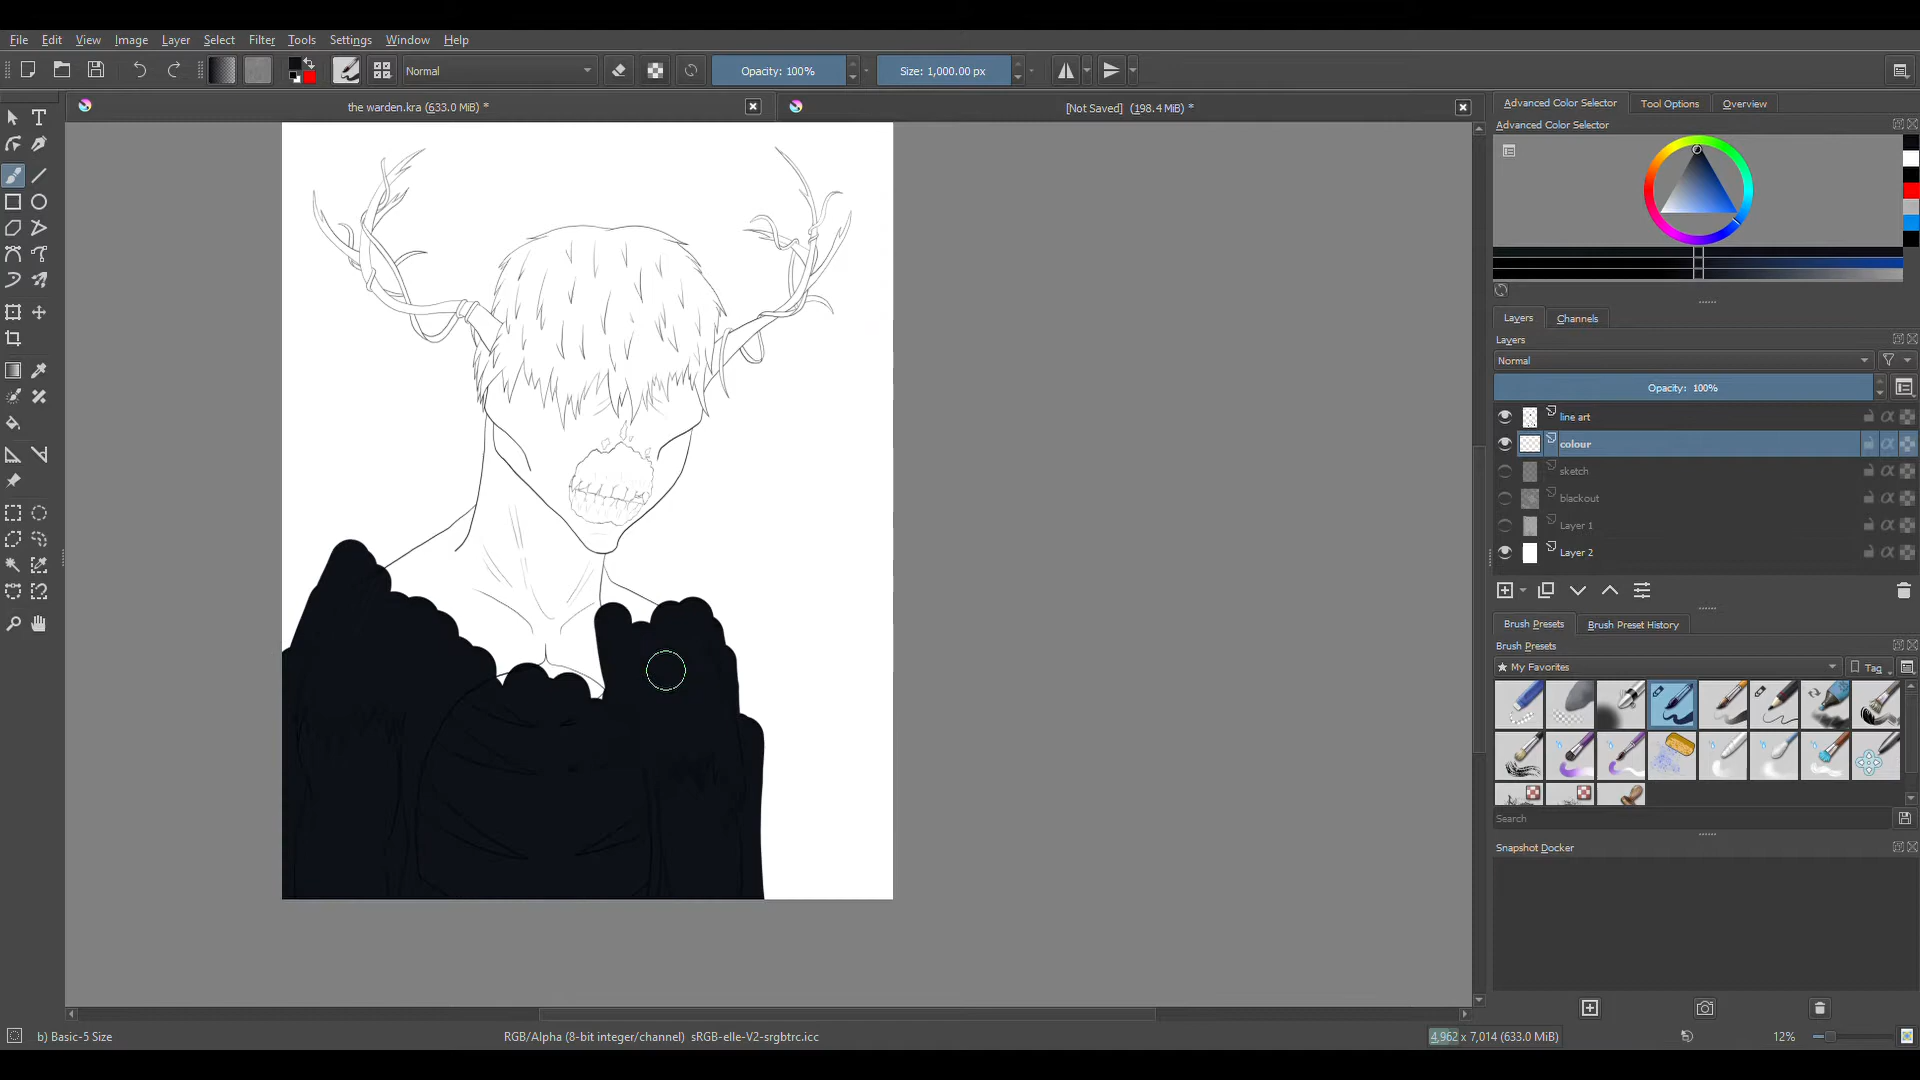 File Edit View Image Layer Select Filter Tools Settings Window Help
Normal Opacity: 100% Size: 1,000.00 px
the warden.kra (633.0 MiB) * [Not Saved] (198.4 MiB) *
Advanced Color Selector Tool Options Overview
Advanced Color Selector
Layers Channels
Layers
Normal
Opacity: 100%
line art
colour
sketch
blackout
Layer 1
Layer 2
Brush Presets Brush Preset History
Brush Presets
★ My Favorites Tag
Search
Snapshot Docker
b) Basic-5 Size RGB/Alpha (8-bit integer/channel) sRGB-elle-V2-srgbtrc.icc 4,962 x 7,014 (633.0 MiB) 12%